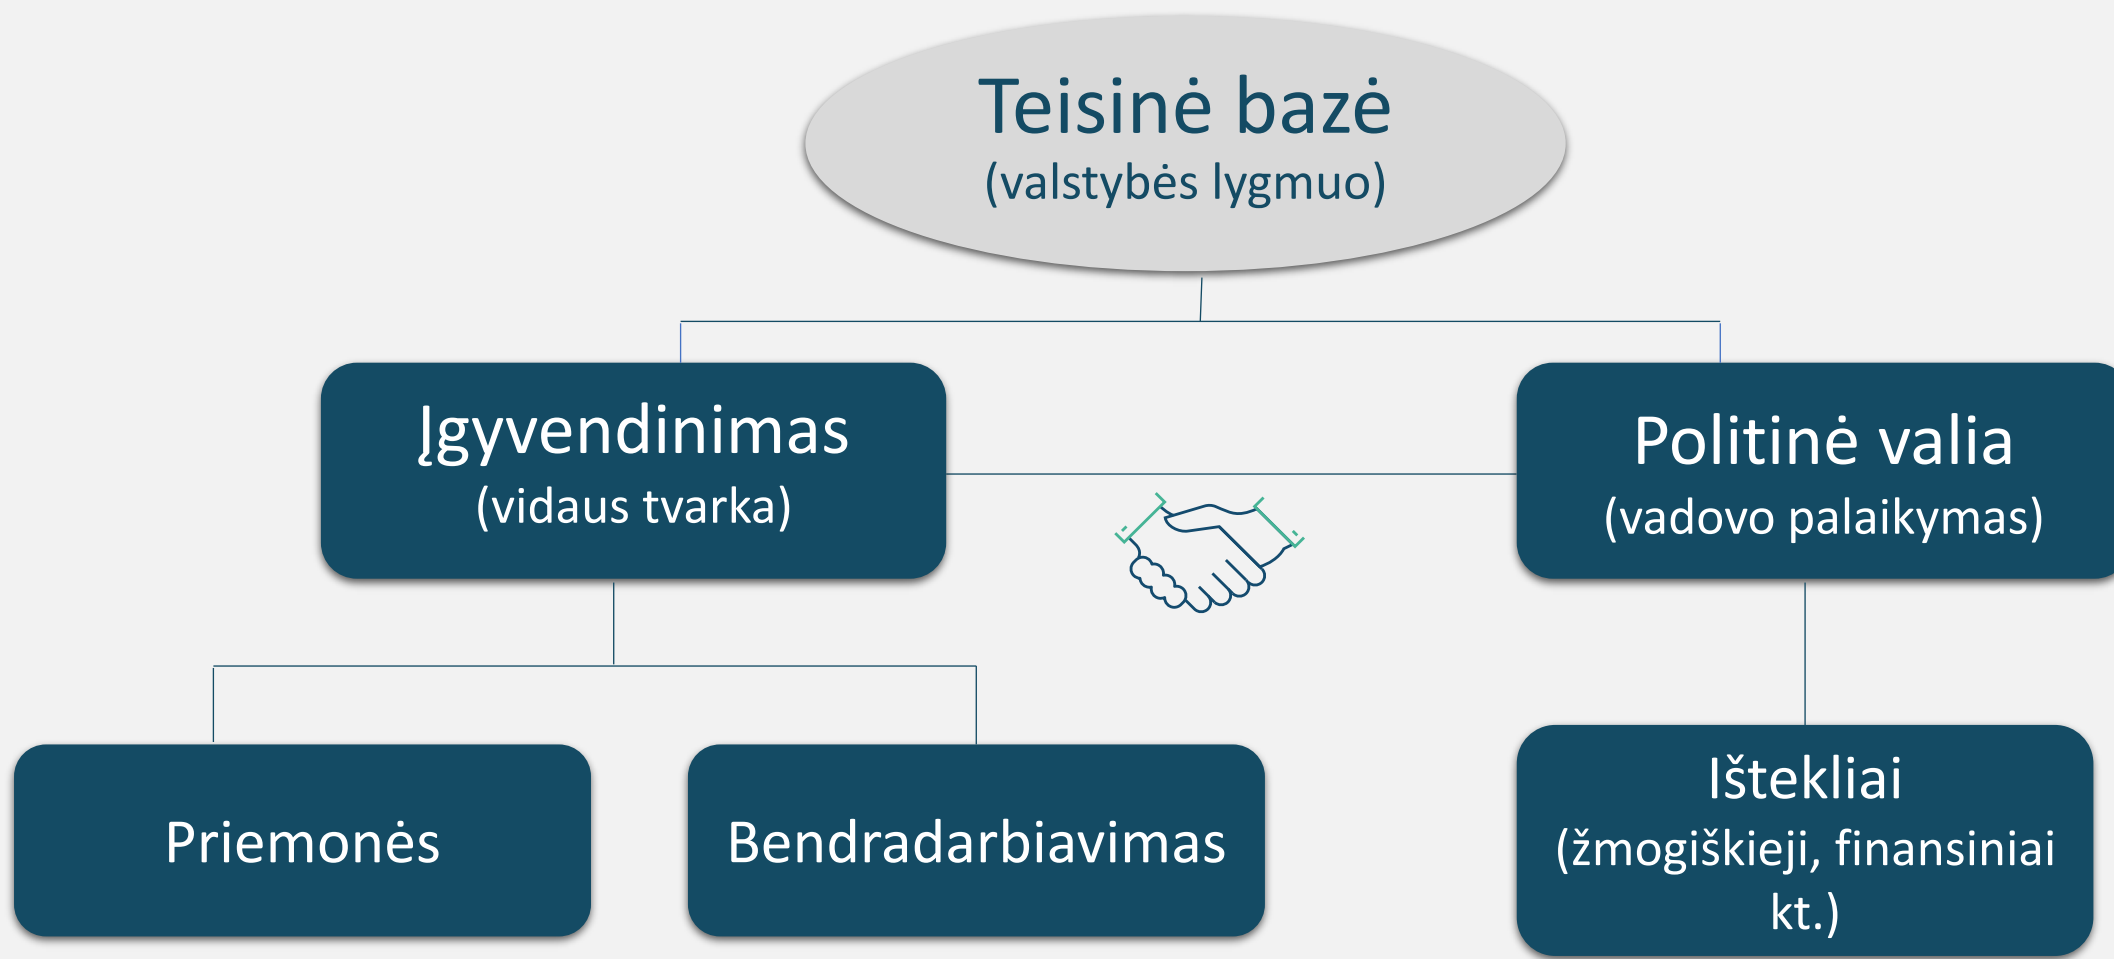 Teisinė bazė
(valstybės lygmuo)
Įgyvendinimas
(vidaus tvarka)
Politinė valia
(vadovo palaikymas)
Priemonės
Bendradarbiavimas
Ištekliai
(žmogiškieji, finansiniai
kt.)